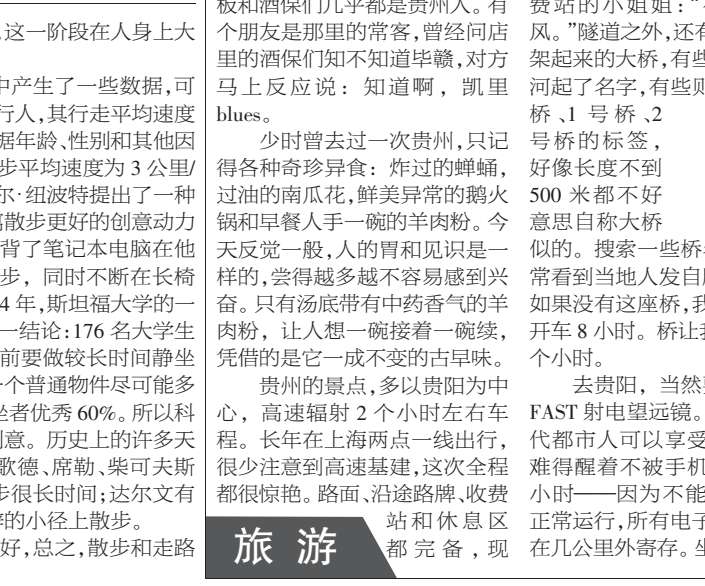 这一阶段在人身上大
中产生了一些数据,可
行人,其行走平均速度
据年龄、性别和其他因
步平均速度为 3 公里/
尔·纽波特提出了一种
散步更好的创意动力
背了笔记本电脑在他
步，同时不断在长椅
4 年,斯坦福大学的一
一结论:176 名大学生
前要做较长时间静坐
一个普通物件尽可能多
坐者优秀 60%。所以科
创意。历史上的许多天
歌德、席勒、柴可夫斯
步很长时间;达尔文有
的小径上散步。
好,总之,散步和走路
板和酒保们几乎都是贵州人。有
个朋友是那里的常客,曾经问店
里的酒保们知不知道毕赣,对方
马上反应说：知道啊，凯里
blues。
少时曾去过一次贵州,只记
得各种奇珍异食：炸过的蝉蛹，
过油的南瓜花,鲜美异常的鹅火
锅和早餐人手一碗的羊肉粉。今
天反觉一般,人的胃和见识是一
样的,尝得越多越不容易感到兴
奋。只有汤底带有中药香气的羊
肉粉，让人想一碗接着一碗续，
凭借的是它一成不变的古早味。
贵州的景点,多以贵阳为中
心，高速辐射 2 个小时左右车
程。长年在上海两点一线出行，
很少注意到高速基建,这次全程
都很惊艳。路面、沿途路牌、收费
站和休息区
都完备，现
旅 游
费站的小姐姐：“
风。”隧道之外,还有
架起来的大桥,有些
河起了名字,有些则
桥、1 号桥、2
号桥的标签，
好像长度不到
500 米都不好
意思自称大桥
似的。搜索一些桥
常看到当地人发自
如果没有这座桥,我
开车 8 小时。桥让我
个小时。
去贵阳，当然要
FAST 射电望远镜。
代都市人可以享受
难得醒着不被手机
小时——因为不能
正常运行,所有电子
在几公里外寄存。坐